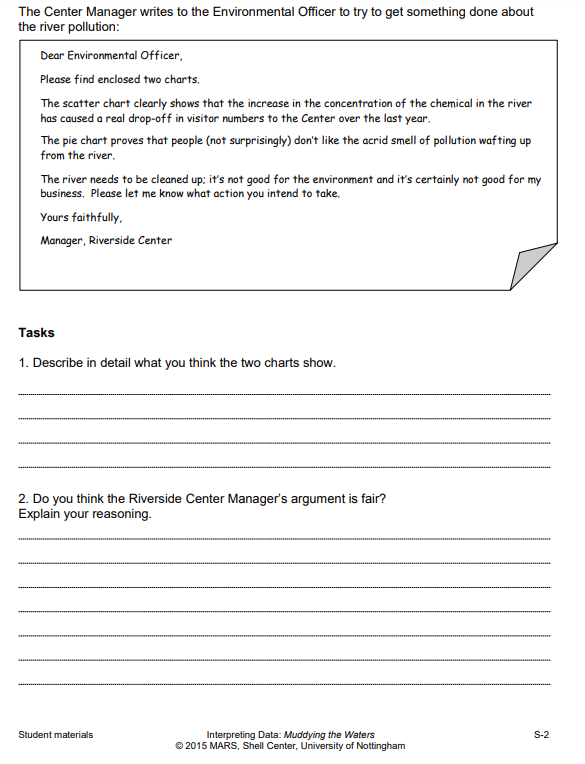 The Center Manager writes to the Environmental Officer to try to get something done about
the river pollution:
Dear Environmental Officer,
Please find enclosed two charts.
The scatter chart clearly shows that the increase in the concentration of the chemical in the river
has caused a real drop-off in visitor numbers to the Center over the last year.
The pie chart proves that people (not surprisingly) don't like the acrid smell of pollution wafting up
from the river.
The river needs to be cleaned up; it's not good for the environment and it's certainly not good for my
business. Please let me know what action you intend to take.
Yours faithfully,
Manager, Riverside Center
Tasks
1. Describe in detail what you think the two charts show.
2. Do you think the Riverside Center Manager's argument is fair?
Explain your reasoning.
Student materials Interpreting Data: Muddying the Waters S-2
© 2015 MARS, Shell Center, University of Nottingham